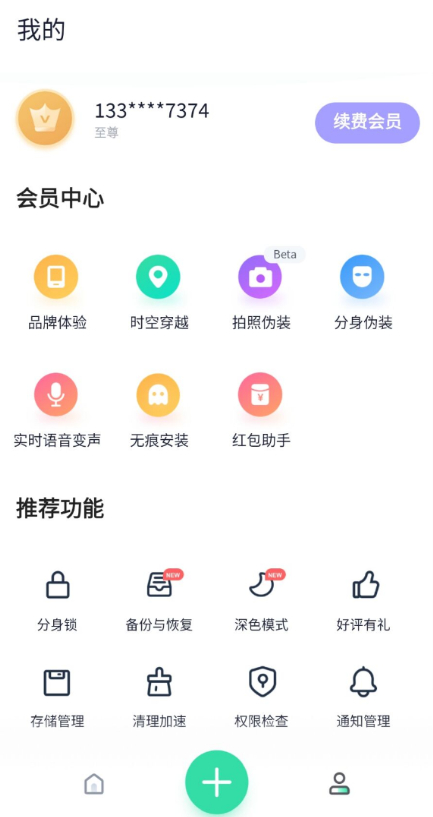 我的
133****7374
至尊
续费会员
会员中心
Beta
品牌体验
时空穿越
拍照伪装
分身伪装
¥
实时语音变声
无痕安装
红包助手
推荐功能
NEW
NEW
分身锁
备份与恢复
深色模式
好评有礼
存储管理
清理加速
权限检查
通知管理